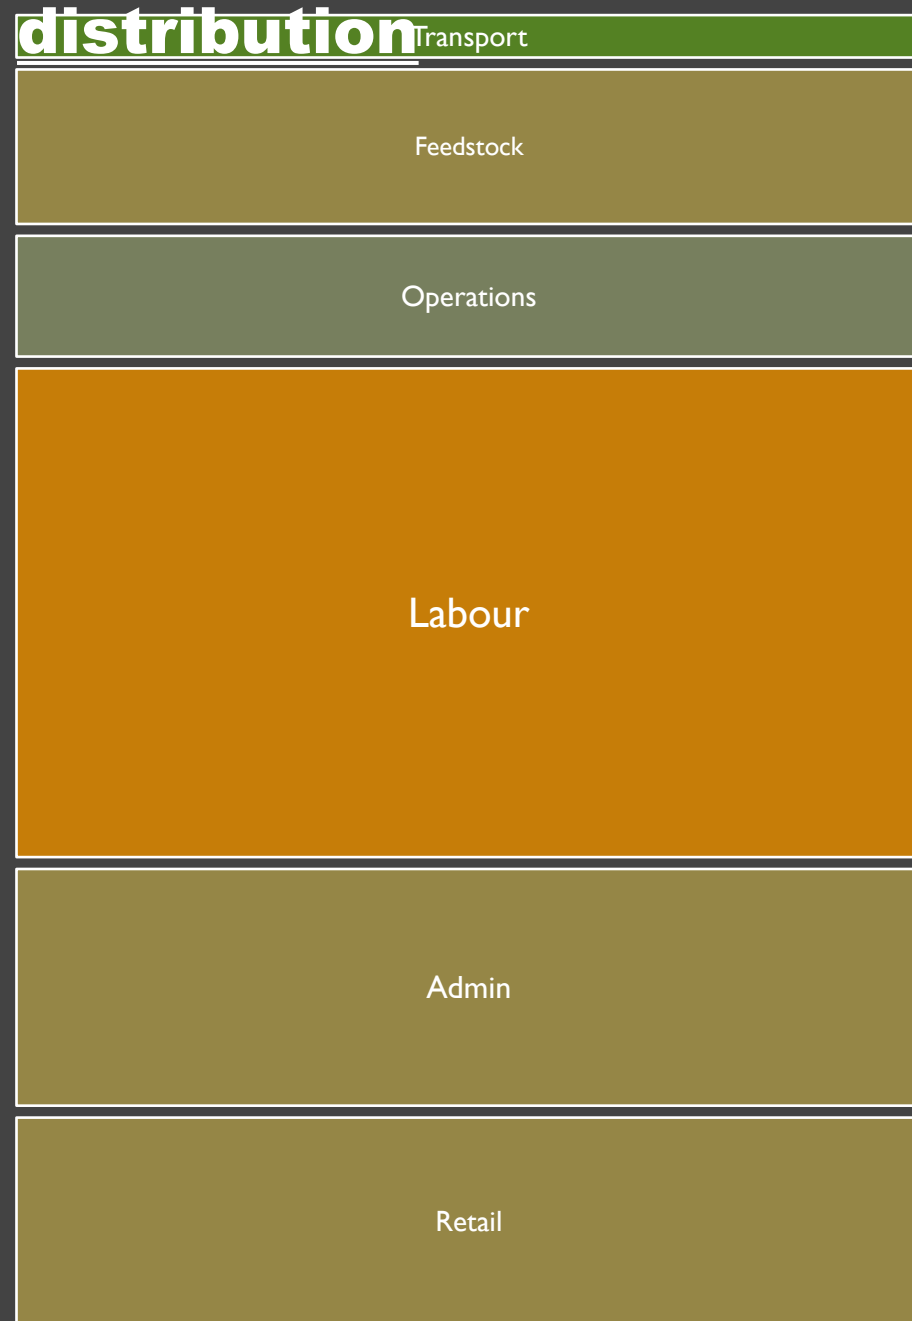 distribution
Transport
Feedstock
Operations
Labour
Admin
Retail